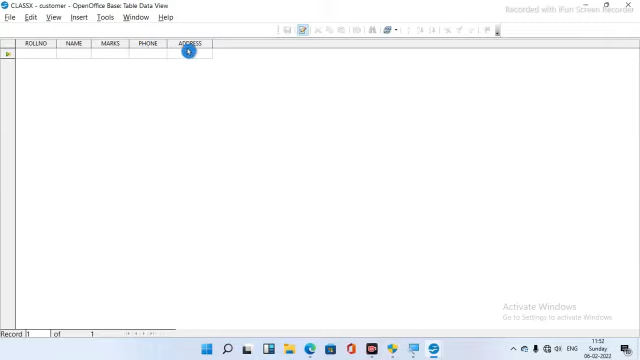 CLASSX - customer - OpenOffice Base: Table Data View
Recorded with iFun Screen Recorder
File Edit View Insert Tools Window Help
ROLLNO NAME MARKS PHONE ADDRESS
Activate Windows
Go to Settings to activate Windows.
Record 1 of 1
11:52
ENG Sunday
06-02-2022